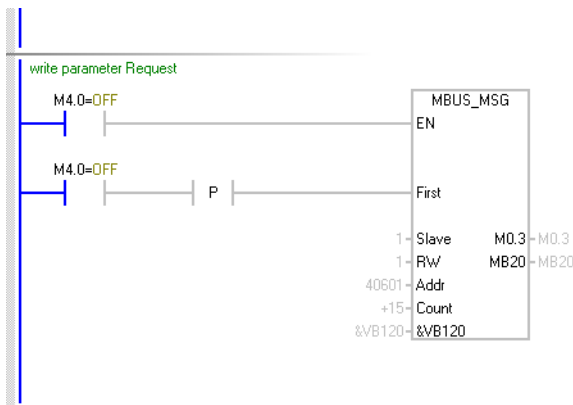 write parameter Request
M4.0=OFF MBUS_MSG
EN
M4.0=OFF
P First
1 Slave M0.3 M0.3
1 RW MB20 MB20
40601 Addr
+15 Count
&VB120 &VB120